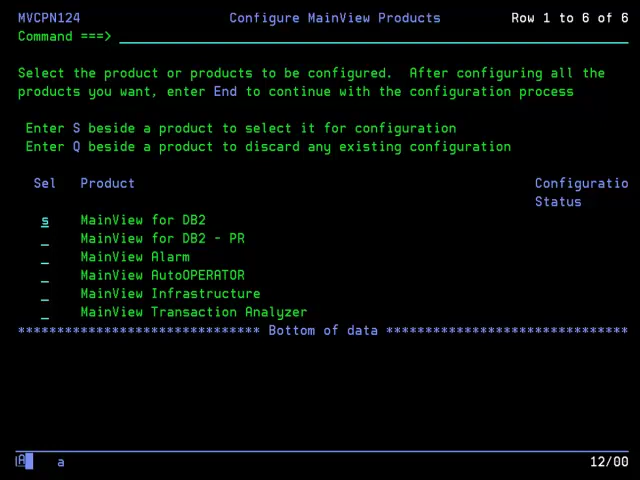 MVCPN124 Configure MainView Products Row 1 to 6 of 6
Command ===>
Select the product or products to be configured. After configuring all the
products you want, enter End to continue with the configuration process
Enter S beside a product to select it for configuration
Enter Q beside a product to discard any existing configuration
Sel Product Configuratio
Status
s MainView for DB2
_ MainView for DB2 - PR
_ MainView Alarm
_ MainView AutoOPERATOR
_ MainView Infrastructure
_ MainView Transaction Analyzer
******************************* Bottom of data *******************************
A a 12/00